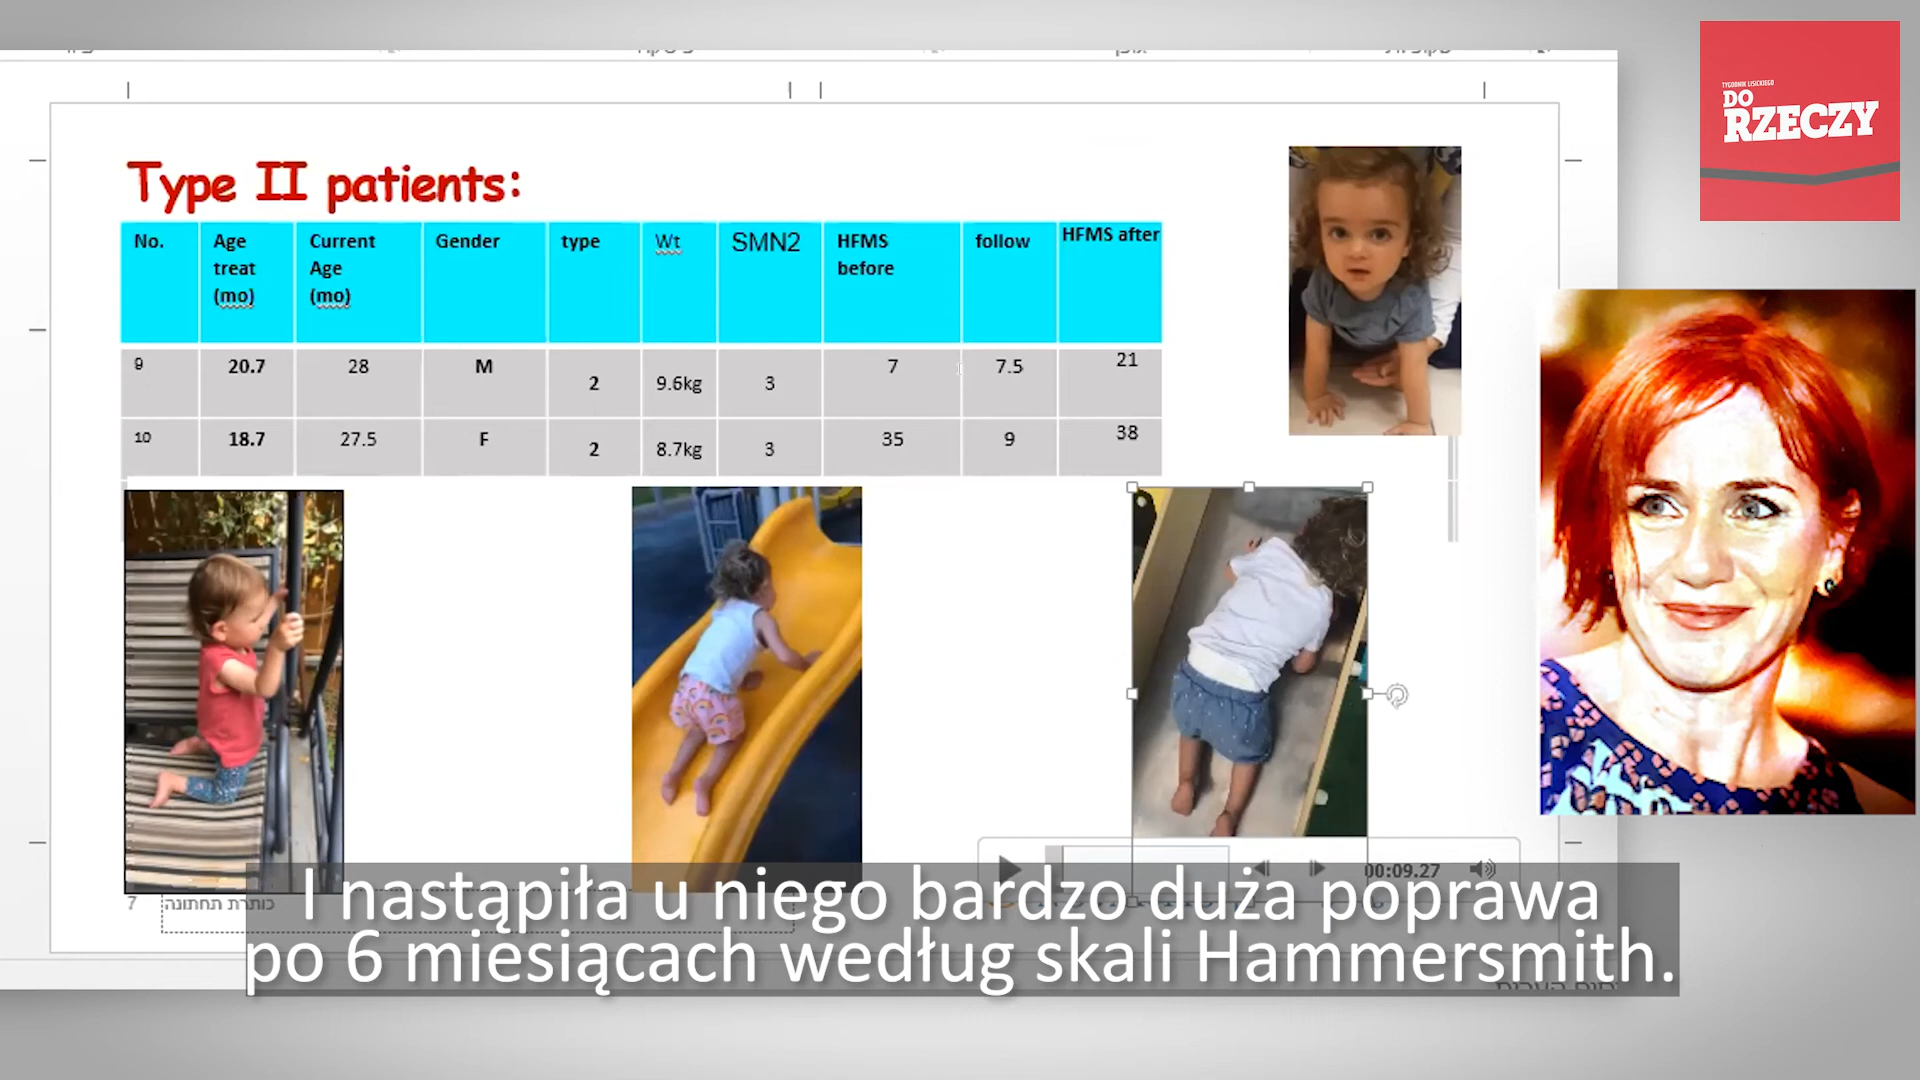 TYGODNIK LISICKIEGO
DO
RZECZY
Type II patients:
No. Age treat (mo) Current Age (mo) Gender type Wt SMN2 HFMS before follow HFMS after
9 20.7 28 M 2 9.6kg 3 7 7.5 21
10 18.7 27.5 F 2 8.7kg 3 35 9 38
00:09.27
7 כותרת תחתונה
I nastąpiła u niego bardzo duża poprawa
po 6 miesiącach według skali Hammersmith.